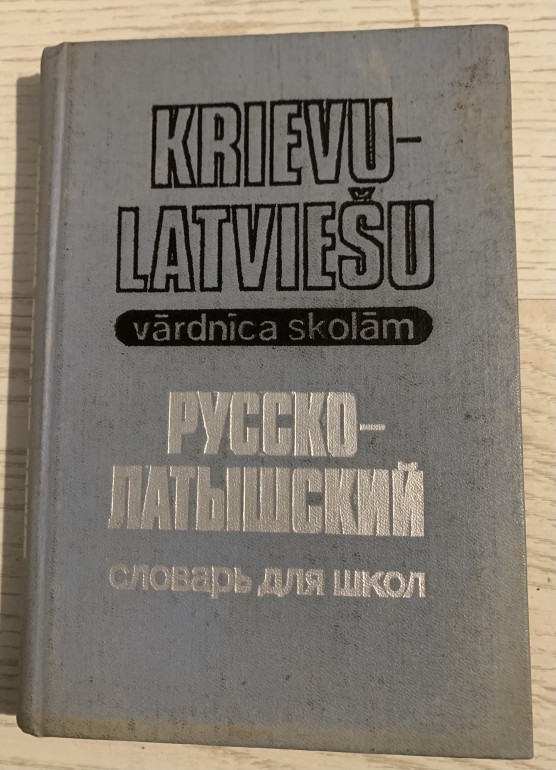 KRIEVU-
LATVIEŠU
vārdnīca skolām
РУССКО-
ЛАТЫШСКИЙ
словарь для школ